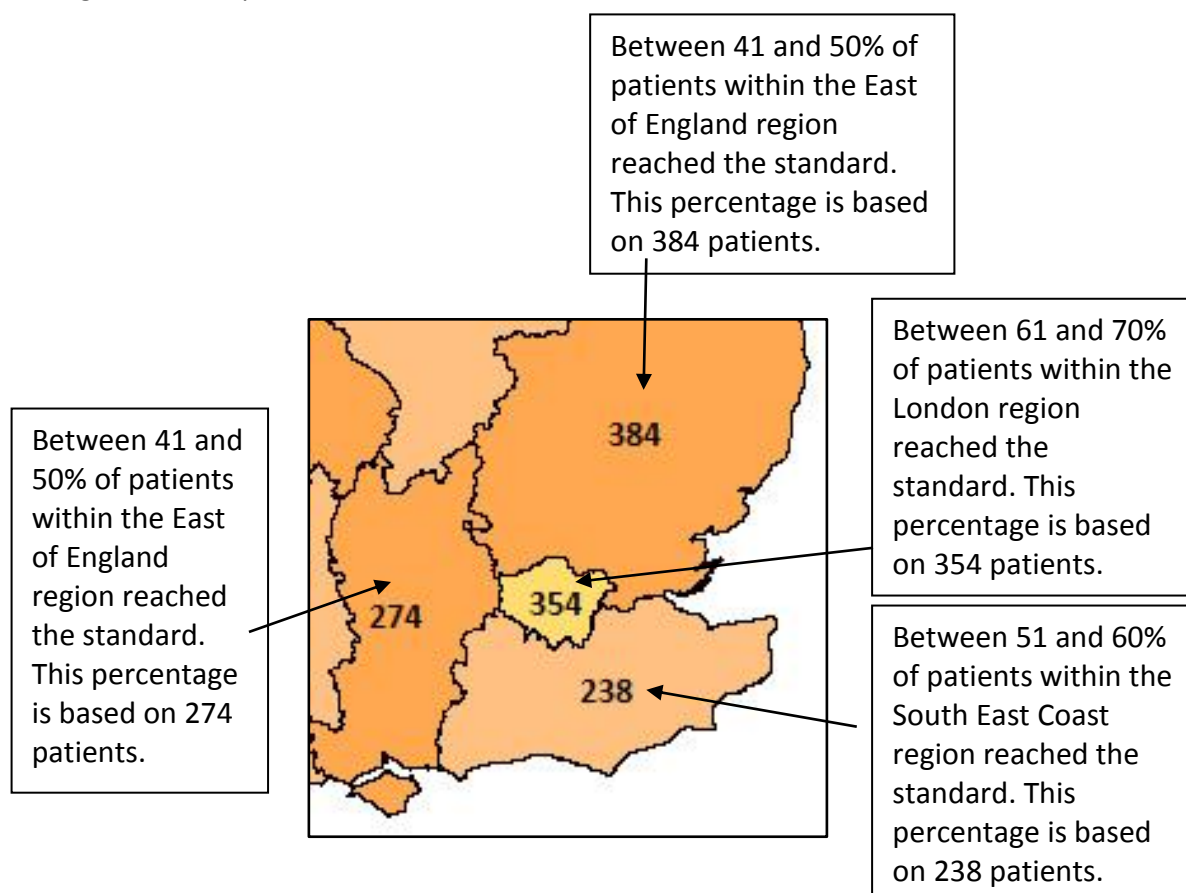 Between 41 and 50% of
patients within the East
of England region
reached the standard.
This percentage is based
on 384 patients.
Between 61 and 70%
of patients within the
London region
reached the
standard. This
percentage is based
on 354 patients.
Between 41 and
50% of patients
within the East
of England
region reached
the standard.
This percentage
is based on 274
patients.
384
274
354
238
Between 51 and 60%
of patients within the
South East Coast
region reached the
standard. This
percentage is based
on 238 patients.